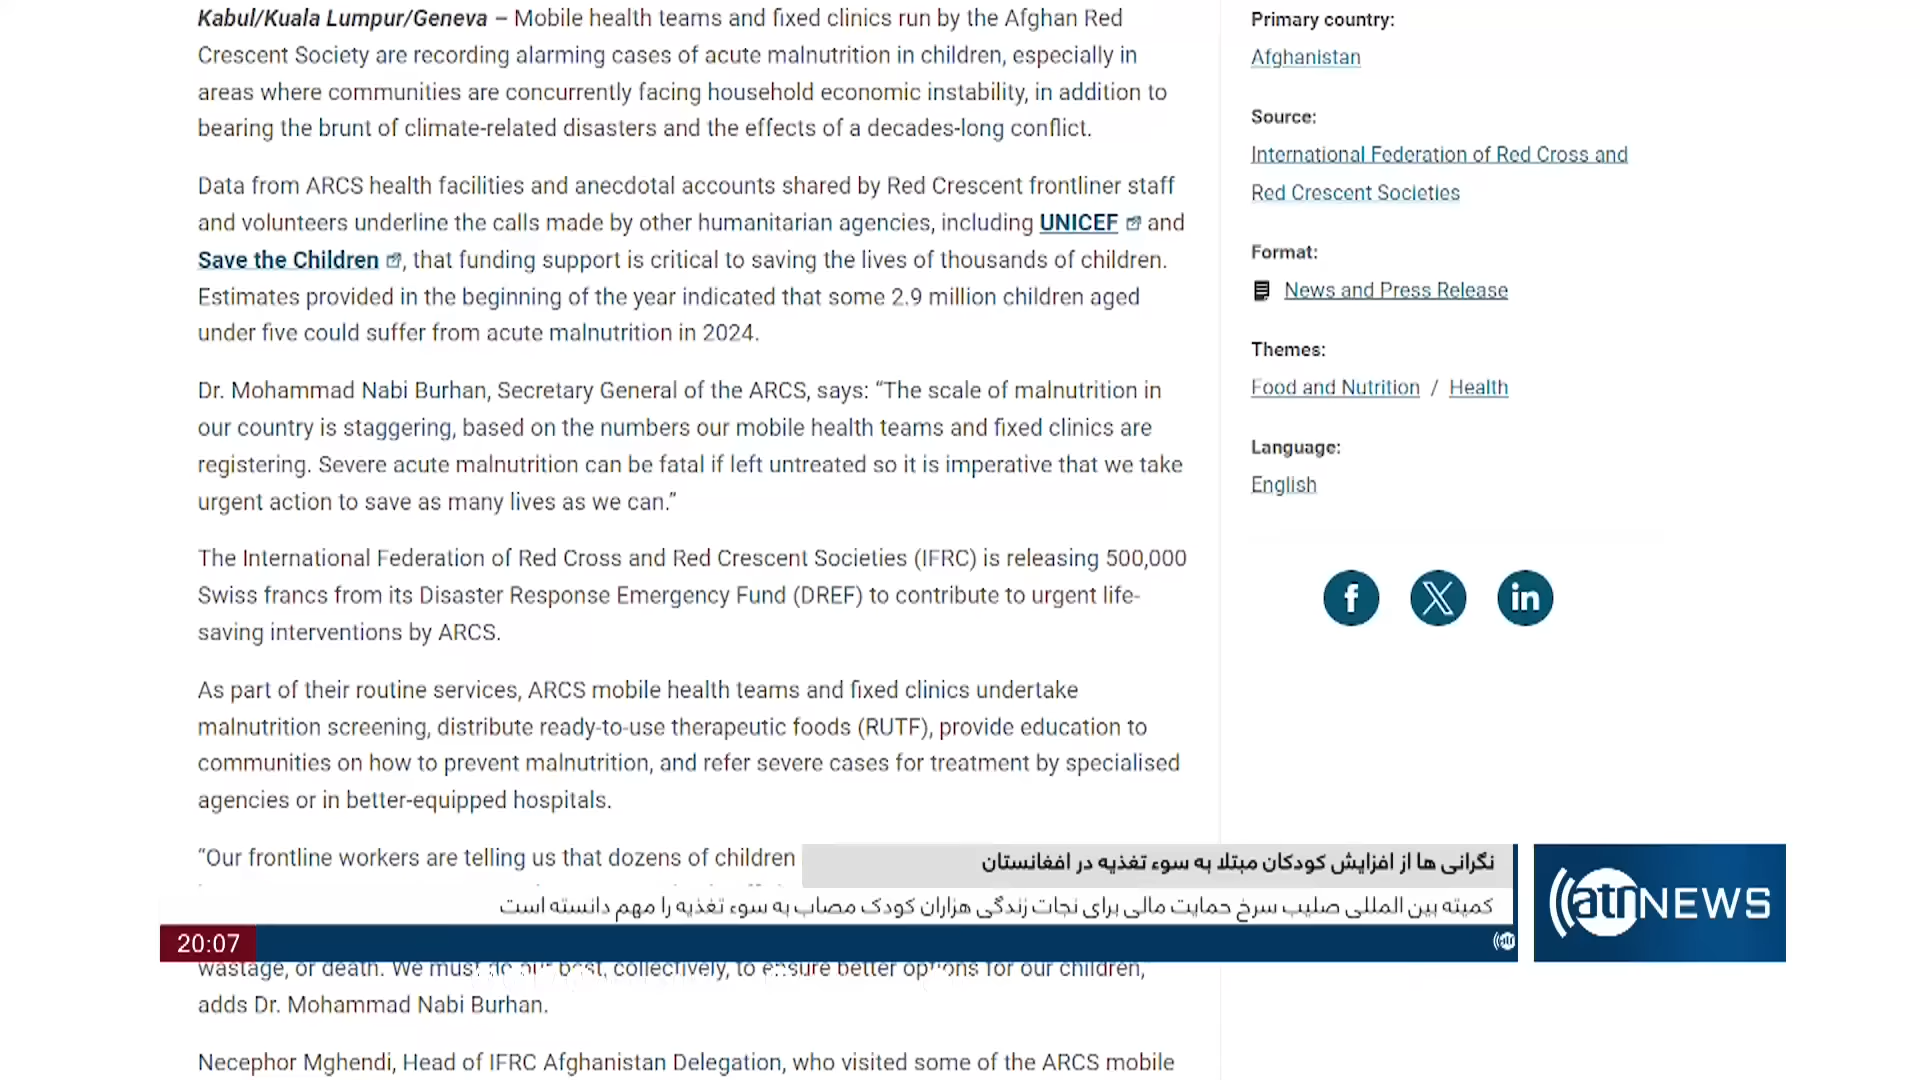 Kabul/Kuala Lumpur/Geneva – Mobile health teams and fixed clinics run by the Afghan Red
Crescent Society are recording alarming cases of acute malnutrition in children, especially in
areas where communities are concurrently facing household economic instability, in addition to
bearing the brunt of climate-related disasters and the effects of a decades-long conflict.
Data from ARCS health facilities and anecdotal accounts shared by Red Crescent frontliner staff
and volunteers underline the calls made by other humanitarian agencies, including UNICEF and
Save the Children, that funding support is critical to saving the lives of thousands of children.
Estimates provided in the beginning of the year indicated that some 2.9 million children aged
under five could suffer from acute malnutrition in 2024.
Dr. Mohammad Nabi Burhan, Secretary General of the ARCS, says: “The scale of malnutrition in
our country is staggering, based on the numbers our mobile health teams and fixed clinics are
registering. Severe acute malnutrition can be fatal if left untreated so it is imperative that we take
urgent action to save as many lives as we can.”
The International Federation of Red Cross and Red Crescent Societies (IFRC) is releasing 500,000
Swiss francs from its Disaster Response Emergency Fund (DREF) to contribute to urgent life-
saving interventions by ARCS.
As part of their routine services, ARCS mobile health teams and fixed clinics undertake
malnutrition screening, distribute ready-to-use therapeutic foods (RUTF), provide education to
communities on how to prevent malnutrition, and refer severe cases for treatment by specialised
agencies or in better-equipped hospitals.
“Our frontline workers are telling us that dozens of children
wastage, or death. We must do our best, collectively, to ensure better options for our children,
adds Dr. Mohammad Nabi Burhan.
Necephor Mghendi, Head of IFRC Afghanistan Delegation, who visited some of the ARCS mobile
Primary country:
Afghanistan
Source:
International Federation of Red Cross and
Red Crescent Societies
Format:
News and Press Release
Themes:
Food and Nutrition / Health
Language:
English
f X in
نگرانی ها از افزایش کودکان مبتلا به سوء تغذیه در افغانستان
کمیته بین المللی صلیب سرخ حمایت مالی برای نجات زندگی هزاران کودک مصاب به سوء تغذیه را مهم دانسته است
20:07
atn
atn NEWS